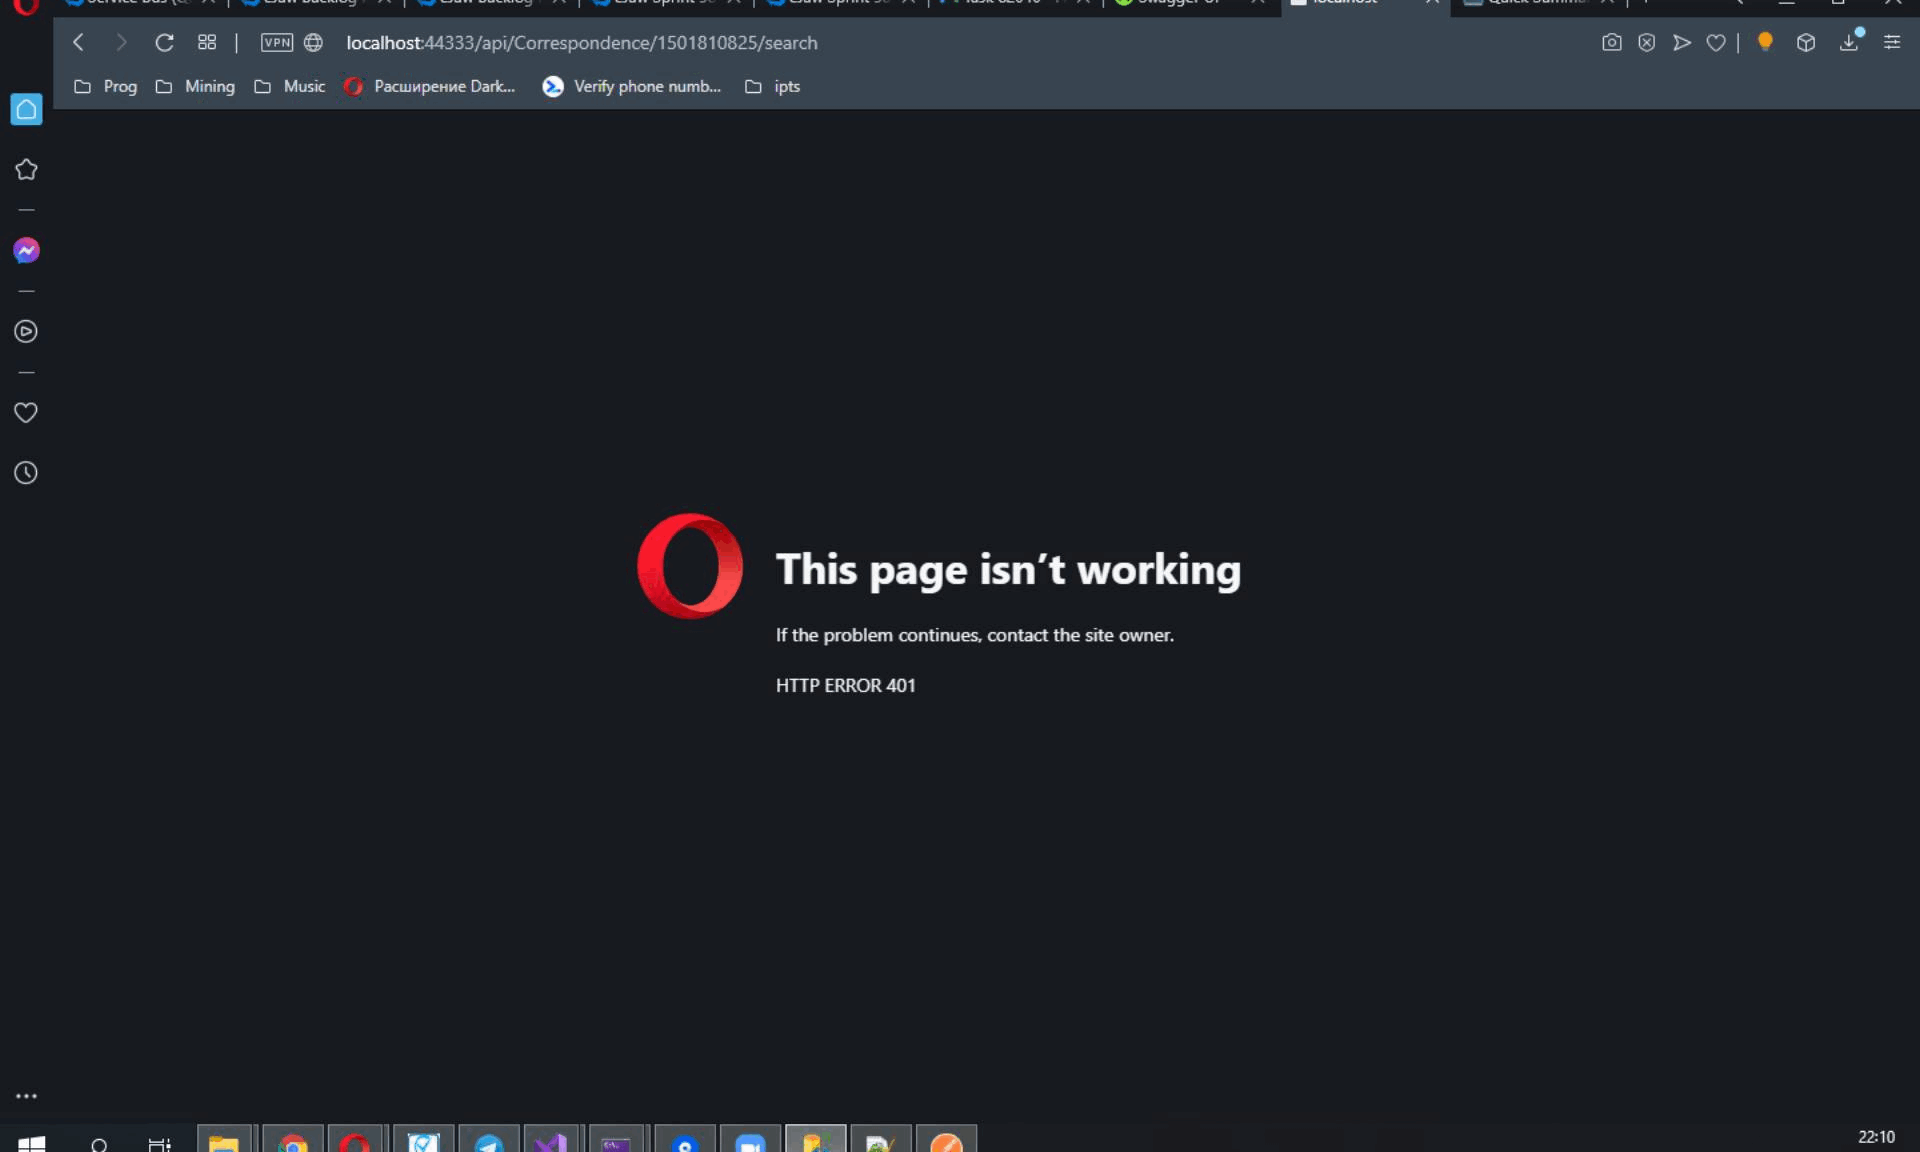 localhost
VPN
localhost:44333/api/Correspondence/1501810825/search
Prog
Mining
Music
Расширение Dark...
Verify phone numb...
ipts
This page isn’t working
If the problem continues, contact the site owner.
HTTP ERROR 401
22:10